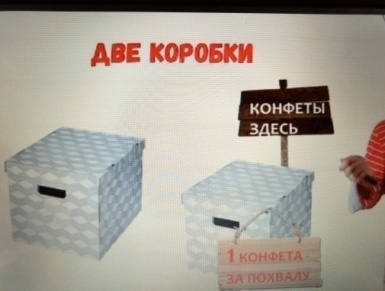 ДВЕ КОРОБКИ
КОНФЕТЫ
ЗДЕСЬ
1 КОНФЕТА -
ЗА ПОХВАЛУ